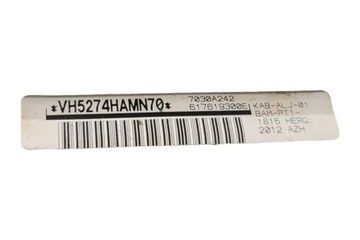 *VH5274HAMN70*
7030A242
617619300E
KAB-ALJ-01
BAM-PT1-
1815 HERQ.
2012 AZH